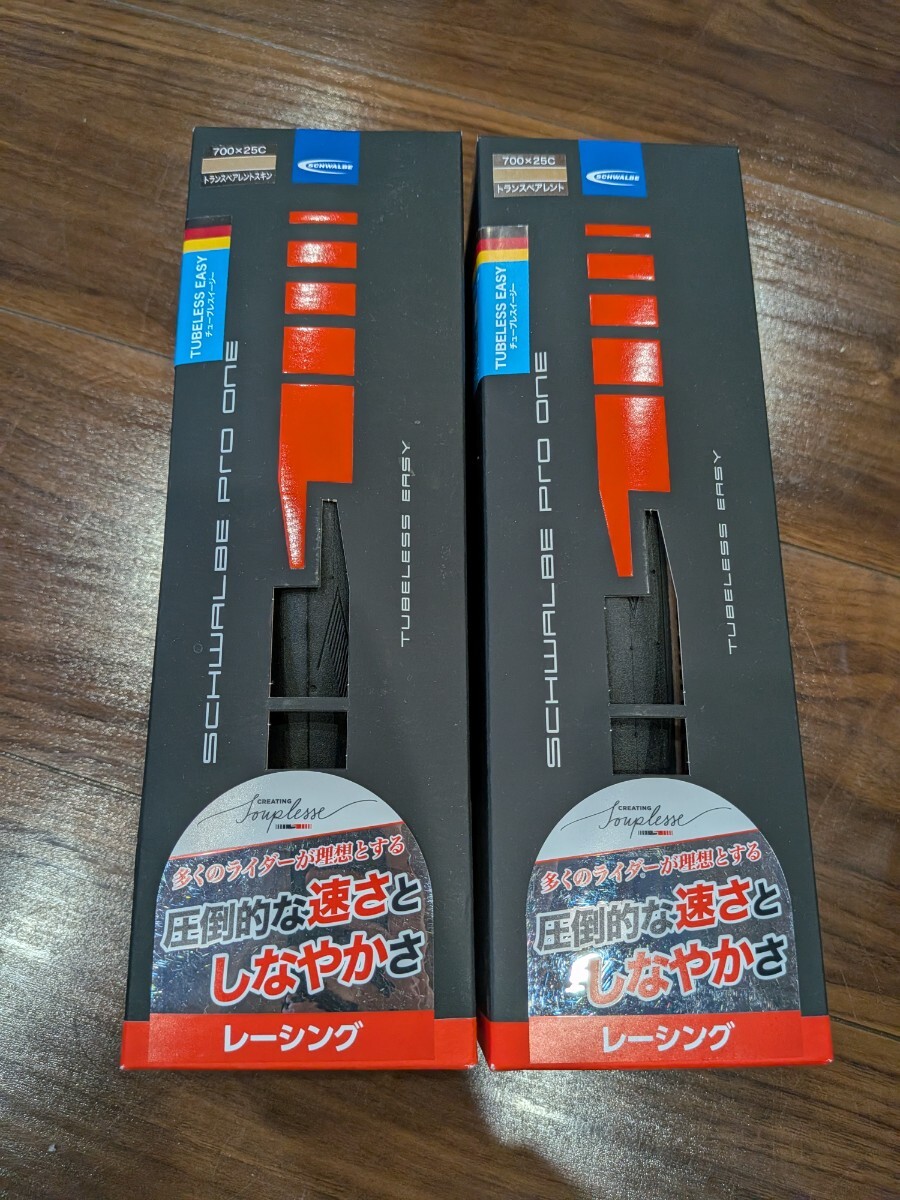 700×25C
トランスペアレントスキン
SCHWALBE
TUBELESS EASY
チューブレスイージー
SCHWALBE PRO ONE
TUBELESS EASY
CREATING
Souplesse
多くのライダーが理想とする
圧倒的な速さと
しなやかさ
レーシング
700×25C
トランスペアレント
SCHWALBE
TUBELESS EASY
チューブレスイージー
SCHWALBE PRO ONE
TUBELESS EASY
CREATING
Souplesse
多くのライダーが理想とする
圧倒的な速さと
しなやかさ
レーシング